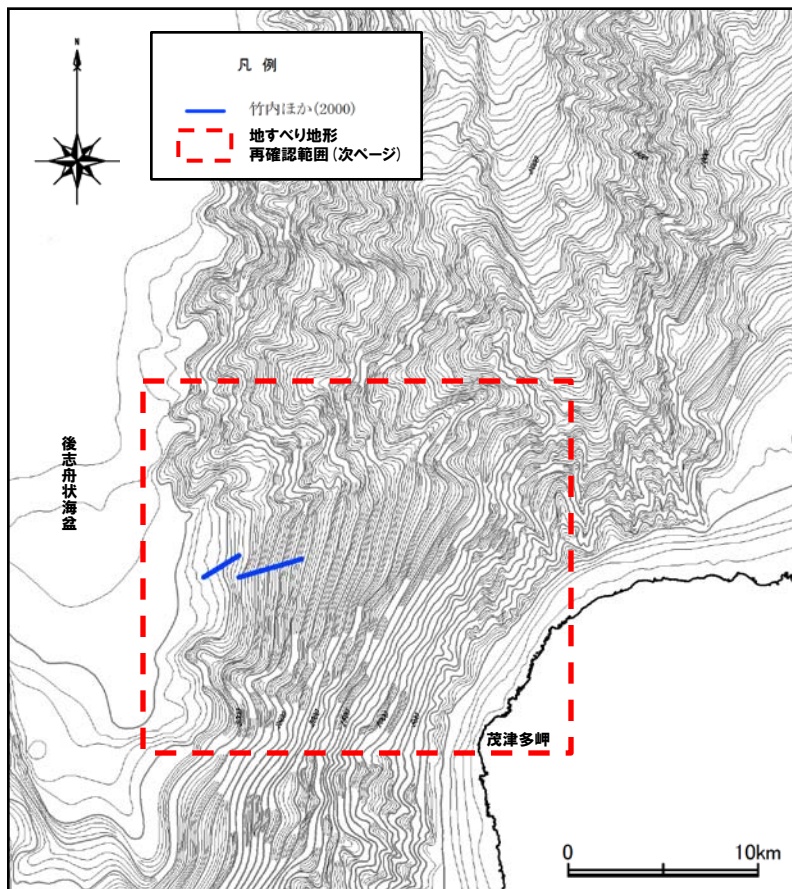 N
凡 例
竹内ほか(2000)
地すべり地形
再確認範囲(次ページ)
後志舟状海盆
茂津多岬
0 10km